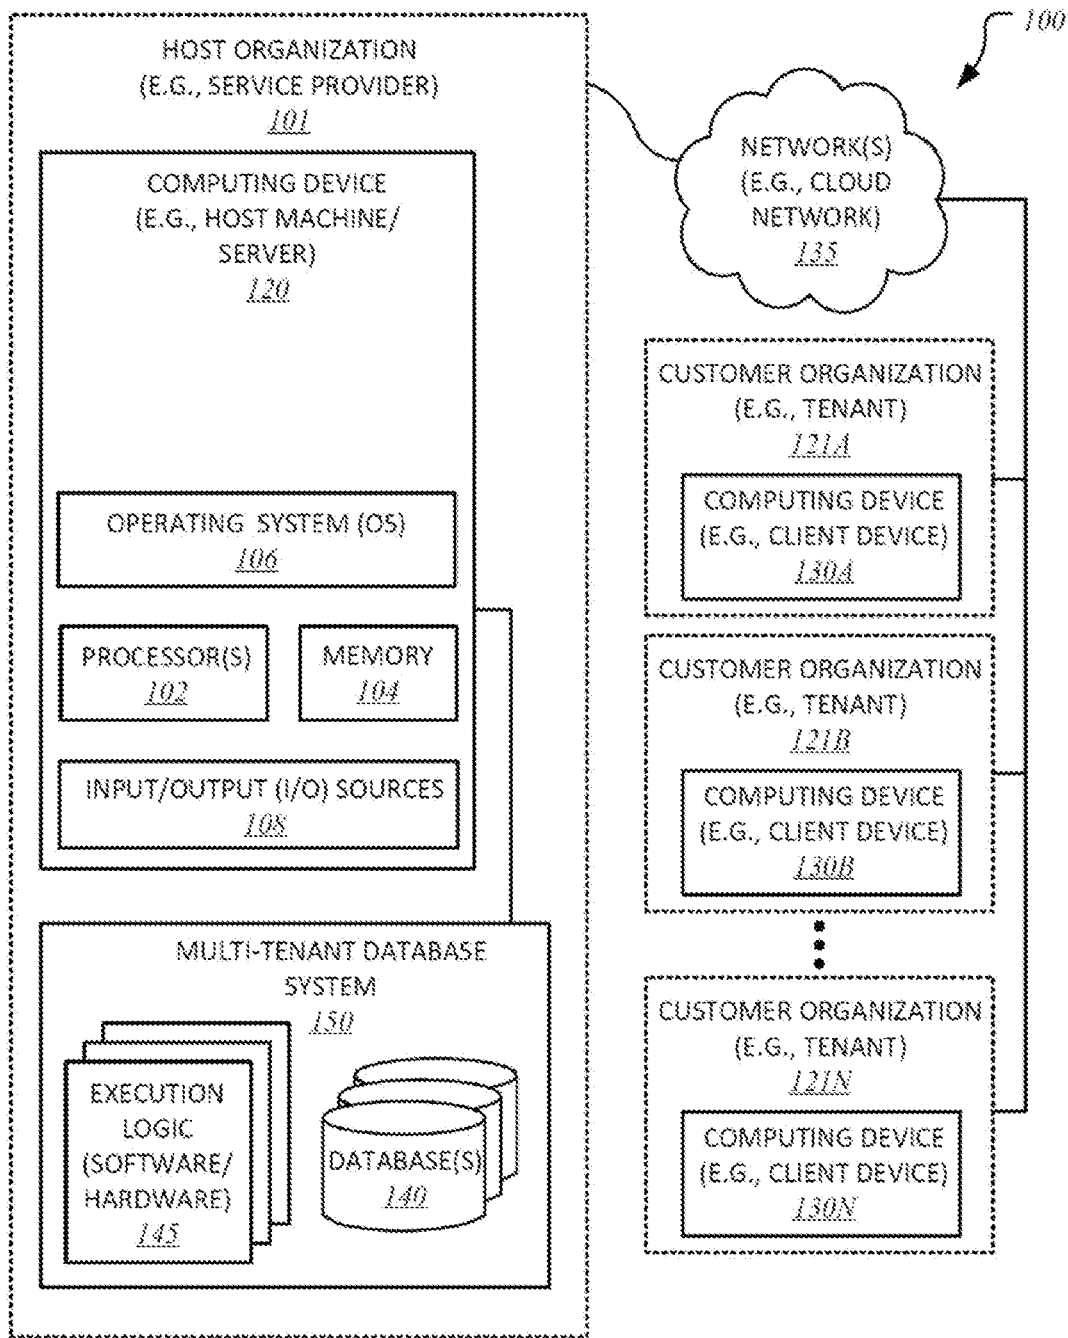 100
HOST ORGANIZATION
(E.G., SERVICE PROVIDER)
101
COMPUTING DEVICE
(E.G., HOST MACHINE/
SERVER)
120
OPERATING SYSTEM (OS)
106
PROCESSOR(S)
102
MEMORY
104
INPUT/OUTPUT (I/O) SOURCES
108
MULTI-TENANT DATABASE
SYSTEM
150
EXECUTION
LOGIC
(SOFTWARE/
HARDWARE)
145
DATABASE(S)
140
NETWORK(S)
(E.G., CLOUD
NETWORK)
135
CUSTOMER ORGANIZATION
(E.G., TENANT)
121A
COMPUTING DEVICE
(E.G., CLIENT DEVICE)
130A
CUSTOMER ORGANIZATION
(E.G., TENANT)
121B
COMPUTING DEVICE
(E.G., CLIENT DEVICE)
130B
CUSTOMER ORGANIZATION
(E.G., TENANT)
121N
COMPUTING DEVICE
(E.G., CLIENT DEVICE)
130N